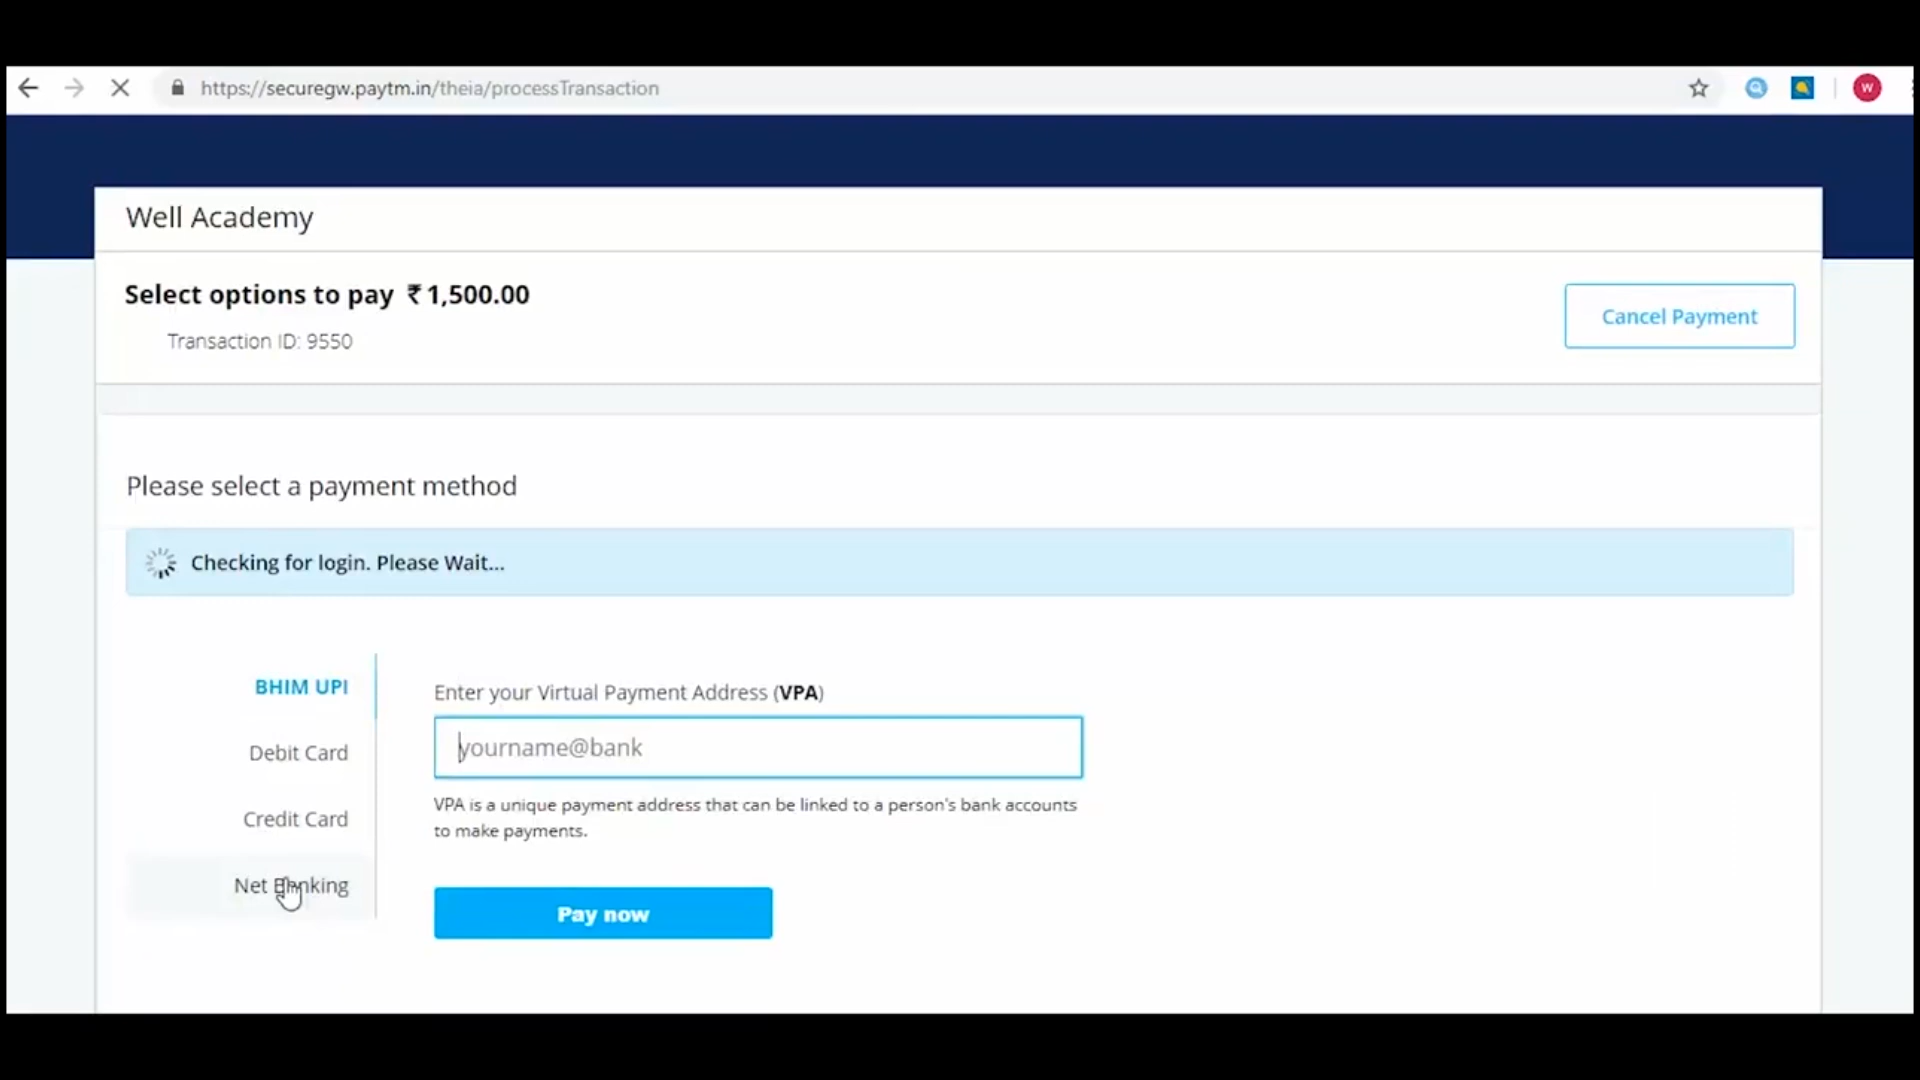 https://securegw.paytm.in/theia/processTransaction
W
Well Academy
Select options to pay ₹1,500.00
Cancel Payment
Transaction ID: 9550
Please select a payment method
Checking for login. Please Wait...
BHIM UPI
Debit Card
Credit Card
Net Banking
Enter your Virtual Payment Address (VPA)
yourname@bank
VPA is a unique payment address that can be linked to a person's bank accounts
to make payments.
Pay now